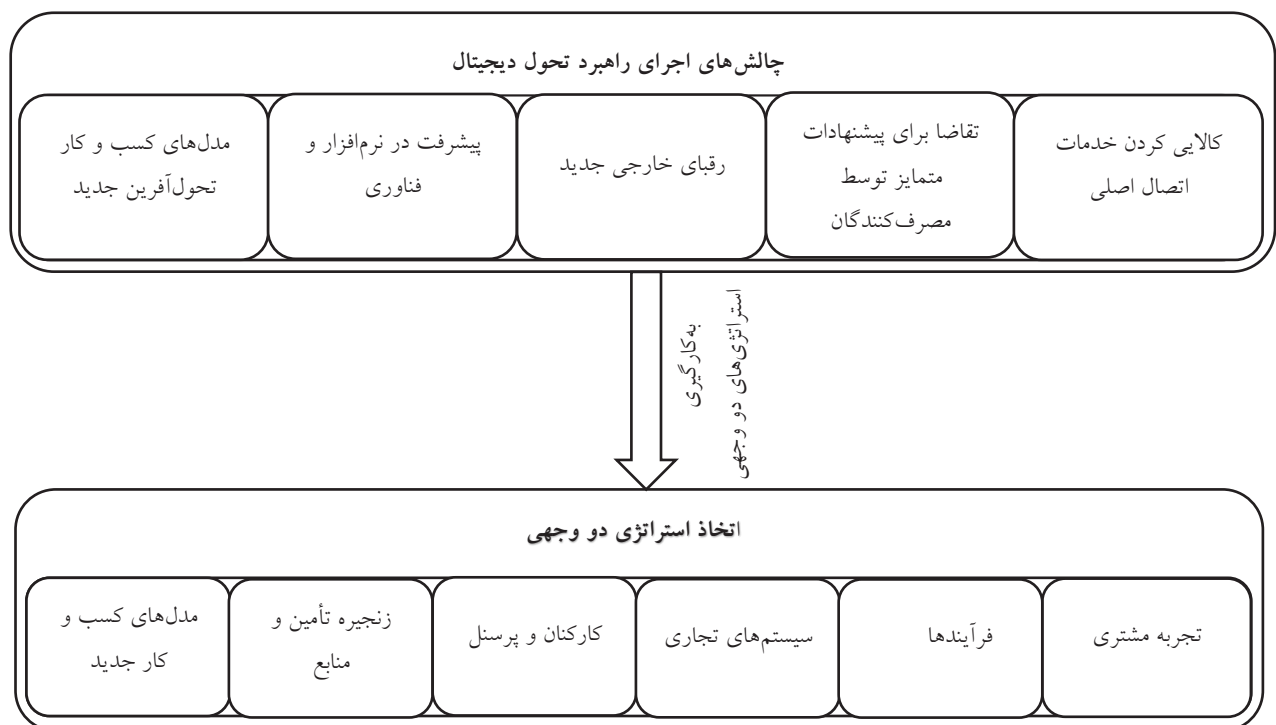 چالش‌های اجرای راهبرد تحول دیجیتال
کالایی کردن خدمات
اتصال اصلی
تقاضا برای پیشنهادات
متمایز توسط
مصرف‌کنندگان
رقبای خارجی جدید
پیشرفت در نرم‌افزار و
فناوری
مدل‌های کسب و کار
تحول‌آفرین جدید
به‌کارگیری
استراتژی‌های دو وجهی
اتخاذ استراتژی دو وجهی
تجربه مشتری
فرآیندها
سیستم‌های تجاری
کارکنان و پرسنل
زنجیره تأمین و
منابع
مدل‌های کسب و
کار جدید